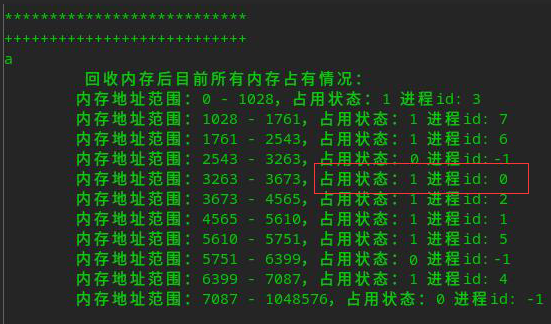 ***************************
+++++++++++++++++++++++++++
a
回收内存后目前所有内存占有情况：
内存地址范围：0 - 1028，占用状态：1 进程id：3
内存地址范围：1028 - 1761，占用状态：1 进程id：7
内存地址范围：1761 - 2543，占用状态：1 进程id：6
内存地址范围：2543 - 3263，占用状态：0 进程id：-1
内存地址范围：3263 - 3673，占用状态：1 进程id：0
内存地址范围：3673 - 4565，占用状态：1 进程id：2
内存地址范围：4565 - 5610，占用状态：1 进程id：1
内存地址范围：5610 - 5751，占用状态：1 进程id：5
内存地址范围：5751 - 6399，占用状态：0 进程id：-1
内存地址范围：6399 - 7087，占用状态：1 进程id：4
内存地址范围：7087 - 1048576，占用状态：0 进程id：-1